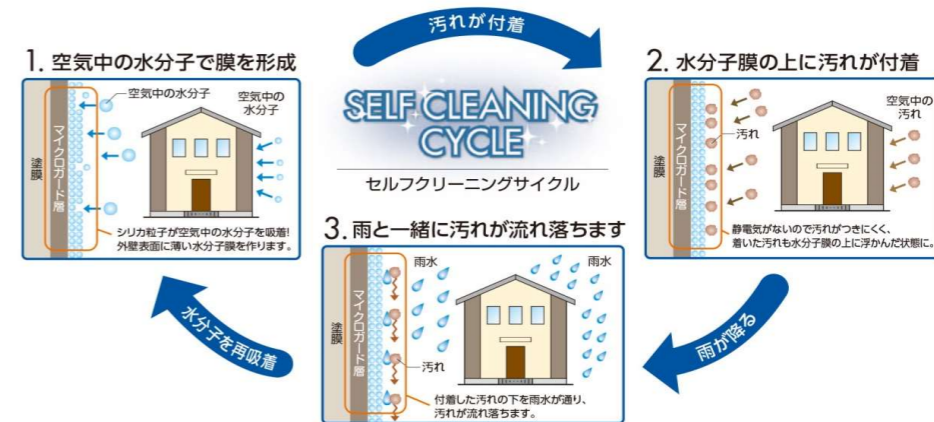 汚れが付着
1. 空気中の水分子で膜を形成
空気中の水分子
空気中の
水分子
マイクロガード層
塗膜
シリカ粒子が空気中の水分子を吸着!
外壁表面に薄い水分子膜を作ります。
SELF CLEANING
CYCLE
セルフクリーニングサイクル
2. 水分子膜の上に汚れが付着
空気中の
汚れ
汚れ
マイクロガード層
塗膜
静電気がないので汚れがつきにくく、
着いた汚れも水分子膜の上に浮かんだ状態に。
雨が降る
3. 雨と一緒に汚れが流れ落ちます
雨水
雨水
マイクロガード層
塗膜
汚れ
付着した汚れの下を雨水が通り、
汚れが流れ落ちます。
水分子を再吸着